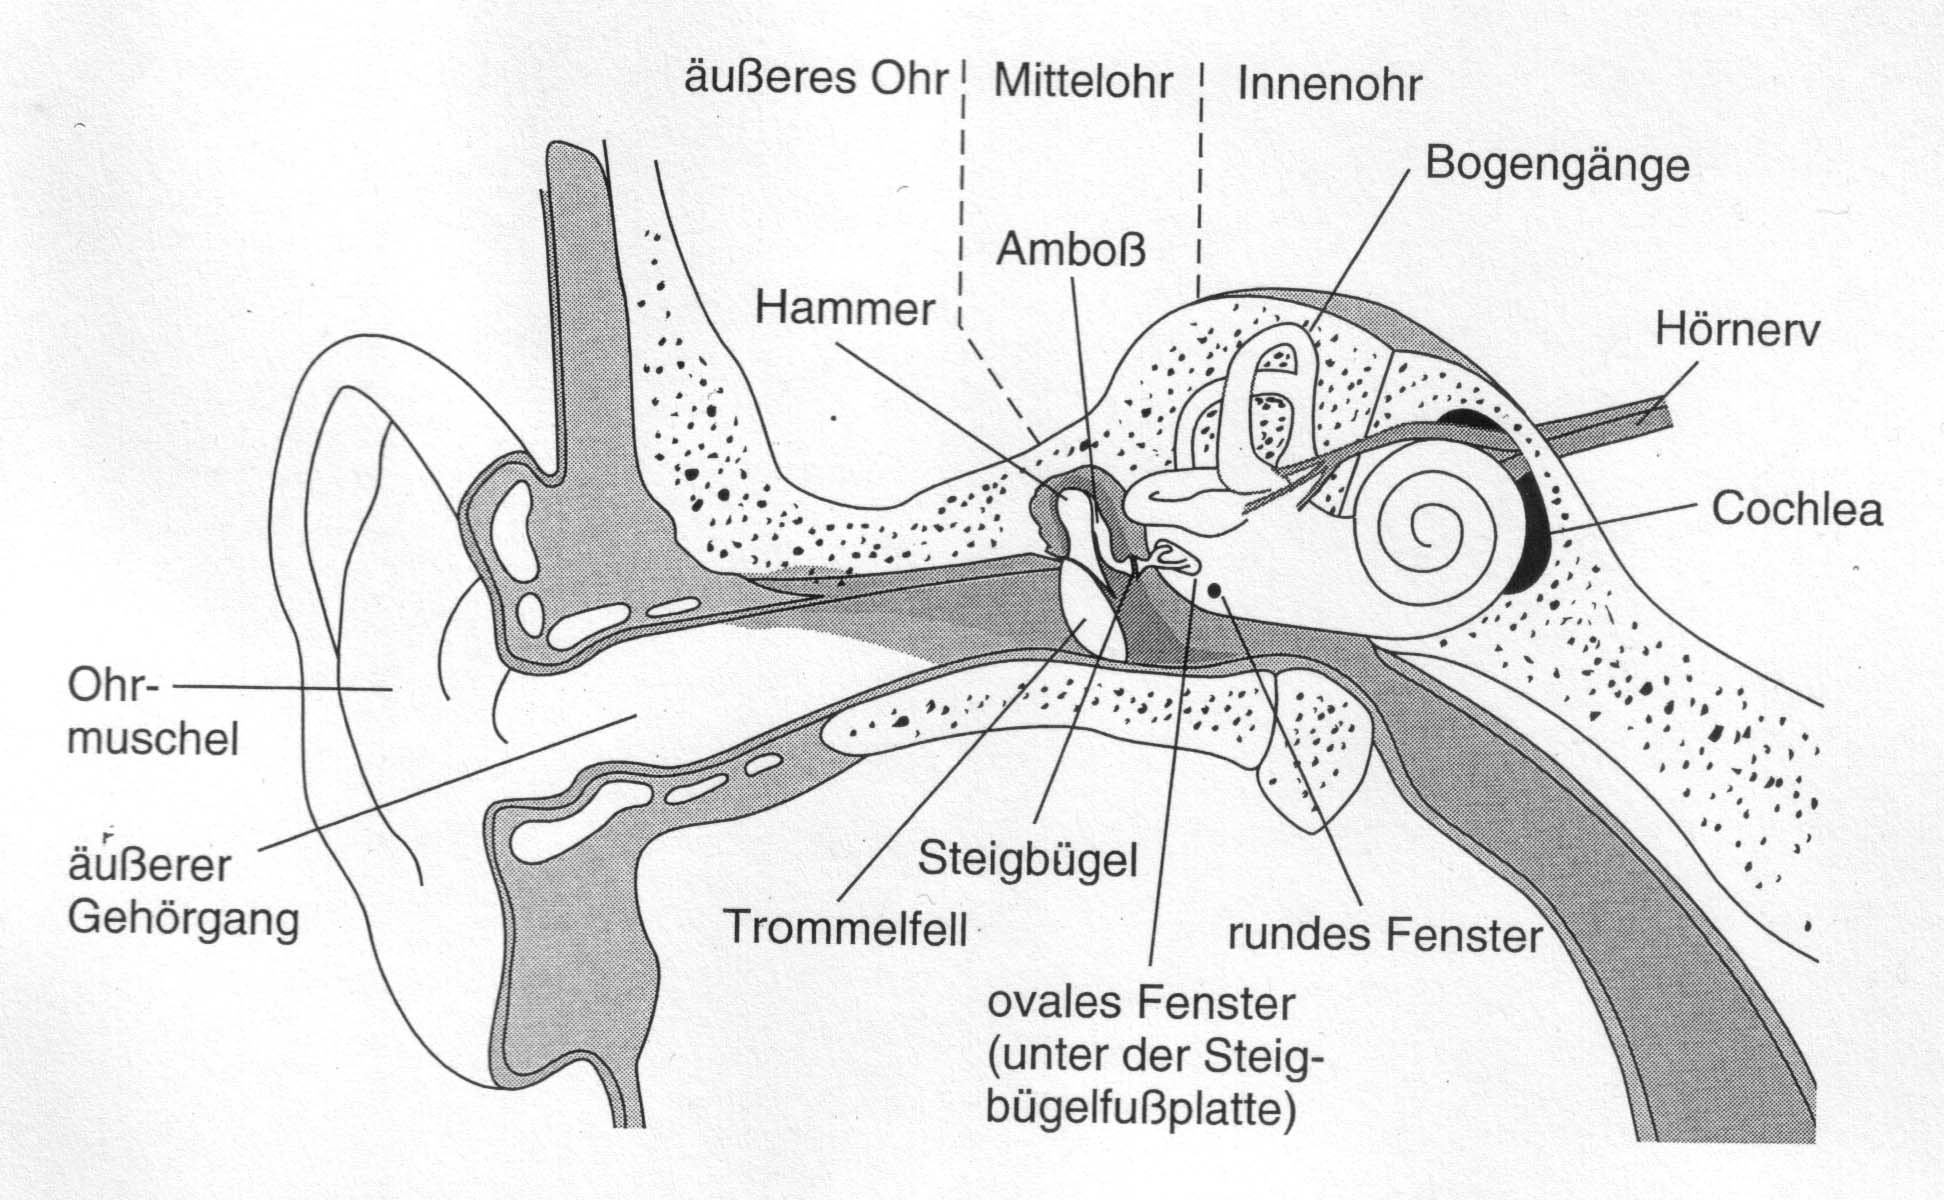 äußeres Ohr
Mittelohr
Innenohr
Bogengänge
Amboß
Hammer
Hörnerv
Cochlea
Ohr-
muschel
äußerer
Gehörgang
Steigbügel
Trommelfell
rundes Fenster
ovales Fenster
(unter der Steig-
bügelfußplatte)